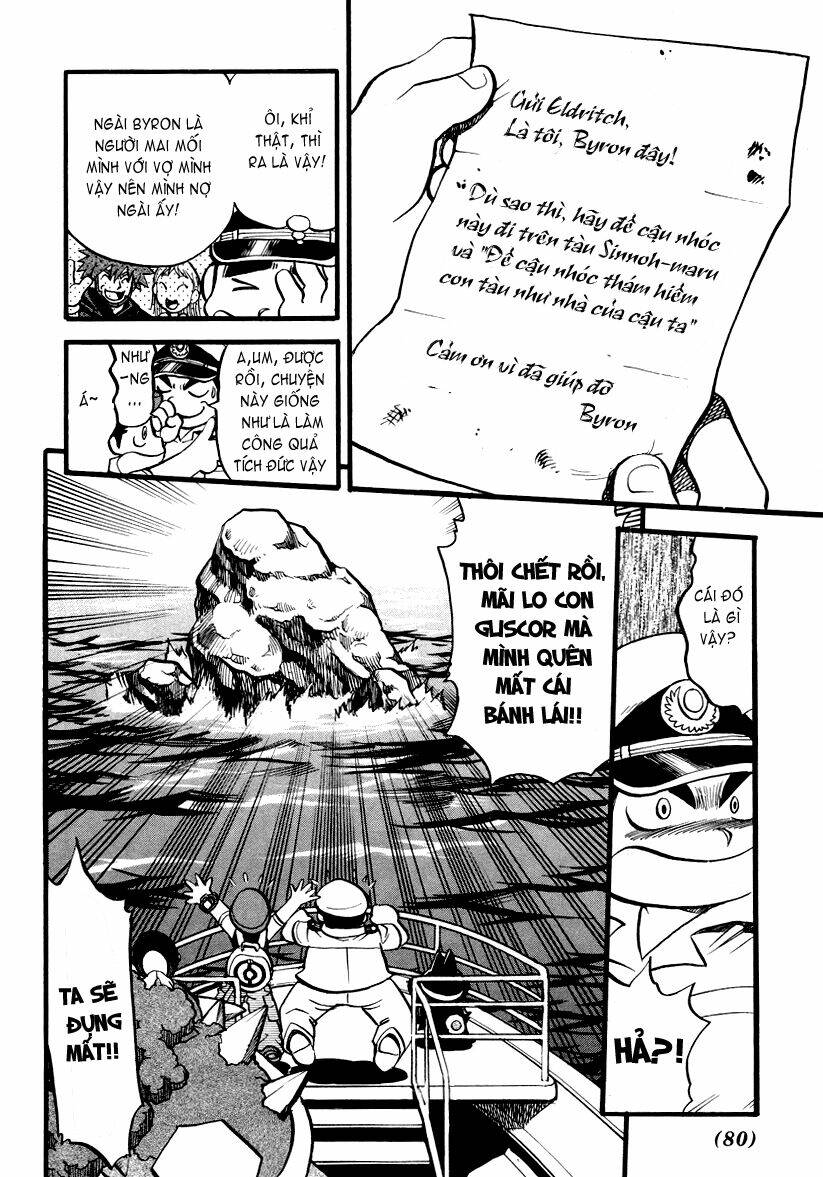 Gửi Eldritch,
Là tôi, Byron đây!
"Dù sao thì, hãy để cậu nhóc
này đi trên tàu Sinnoh-maru
và "Để cậu nhóc thám hiểm
con tàu như nhà của cậu ta"
Cảm ơn vì đã giúp đỡ
Byron
ÔI, KHỈ
THẬT, THÌ
RA LÀ VẬY!
NGÀI BYRON LÀ
NGƯỜI MAI MỐI
MÌNH VỚI VỢ MÌNH
VẬY NÊN MÌNH NỢ
NGÀI ẤY!
A,UM, ĐƯỢC
RỒI, CHUYỆN
NÀY GIỐNG
NHƯ LÀ LÀM
CÔNG QUẢ
TÍCH ĐỨC VẬY
NHƯ
-NG
...
Á~
CÁI ĐÓ
LÀ GÌ
VẬY?
HẢ?!
THÔI CHẾT RỒI,
MÃI LO CON
GLISCOR MÀ
MÌNH QUÊN
MẤT CÁI
BÁNH LÁI!!
TA SẼ
ĐỤNG
MẤT!!
(80)